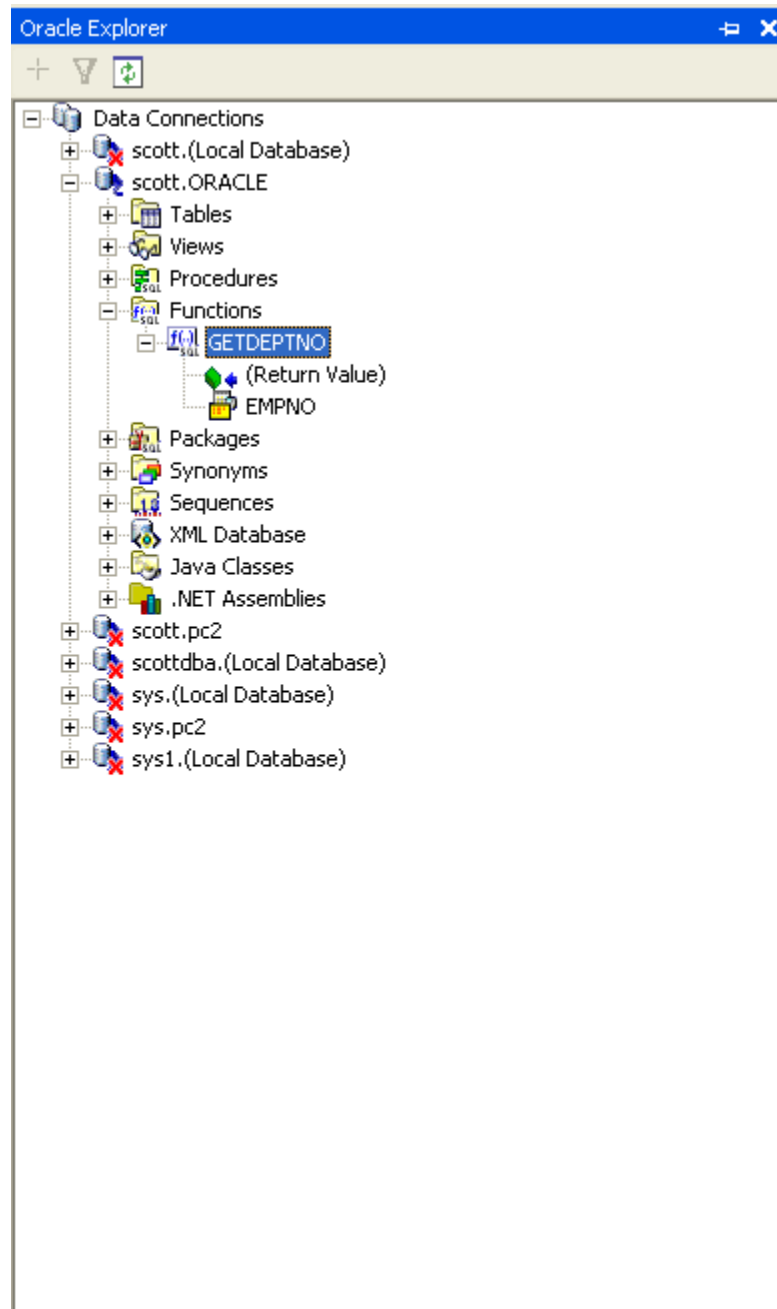 Oracle Explorer
Data Connections
scott.(Local Database)
scott.ORACLE
Tables
Views
Procedures
Functions
GETDEPTNO
(Return Value)
EMPNO
Packages
Synonyms
Sequences
XML Database
Java Classes
.NET Assemblies
scott.pc2
scottdba.(Local Database)
sys.(Local Database)
sys.pc2
sys1.(Local Database)